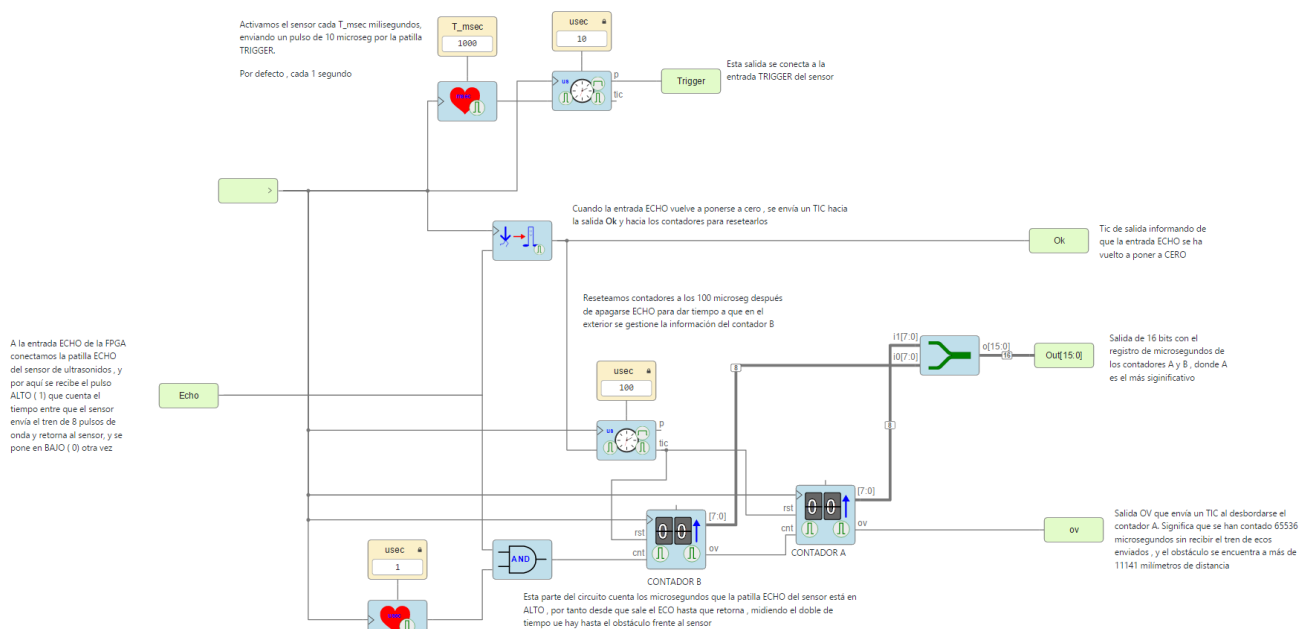 Activamos el sensor cada T_msec milisegundos,
enviando un pulso de 10 microseg por la patilla
TRIGGER.
Por defecto , cada 1 segundo
T_msec
1000
usec
10
us
p
tic
Trigger
Esta salida se conecta a la
entrada TRIGGER del sensor
Cuando la entrada ECHO vuelve a ponerse a cero , se envía un TIC hacia
la salida Ok y hacia los contadores para resetearlos
Ok
Tic de salida informando de
que la entrada ECHO se ha
vuelto a poner a CERO
Reseteamos contadores a los 100 microseg después
de apagarse ECHO para dar tiempo a que en el
exterior se gestione la información del contador B
A la entrada ECHO de la FPGA
conectamos la patilla ECHO
del sensor de ultrasonidos , y
por aquí se recibe el pulso
ALTO ( 1) que cuenta el
tiempo entre que el sensor
envía el tren de 8 pulsos de
onda y retorna al sensor, y se
pone en BAJO ( 0) otra vez
Echo
i1[7:0]
i0[7:0]
o[15:0]
16
Out[15:0]
Salida de 16 bits con el
registro de microsegundos de
los contadores A y B , donde A
es el más siginificativo
8
8
usec
100
us
p
tic
[7:0]
00
rst
cnt
ov
CONTADOR A
ov
Salida OV que envía un TIC al desbordarse el
contador A. Significa que se han contado 65536
microsegundos sin recibir el tren de ecos
enviados , y el obstáculo se encuentra a más de
11141 milímetros de distancia
[7:0]
00
rst
cnt
ov
CONTADOR B
AND
usec
1
Esta parte del circuito cuenta los microsegundos que la patilla ECHO del sensor está en
ALTO , por tanto desde que sale el ECO hasta que retorna , midiendo el doble de
tiempo ue hay hasta el obstáculo frente al sensor